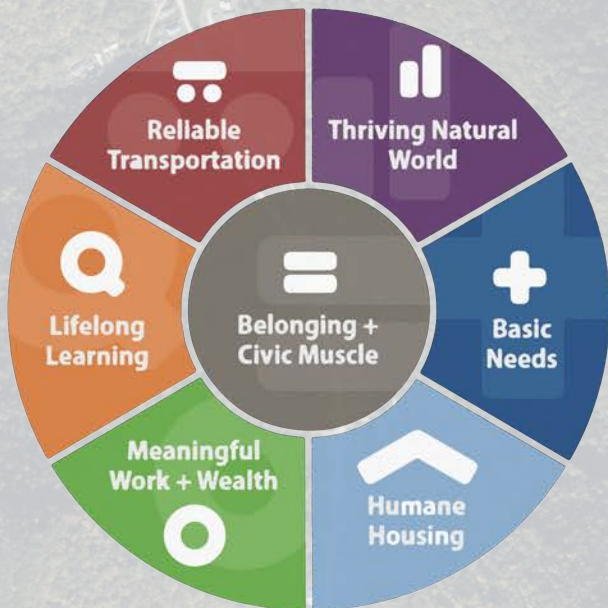 Reliable
Transportation
Thriving Natural
World
Basic
Needs
Humane
Housing
Meaningful
Work + Wealth
Lifelong
Learning
Belonging +
Civic Muscle